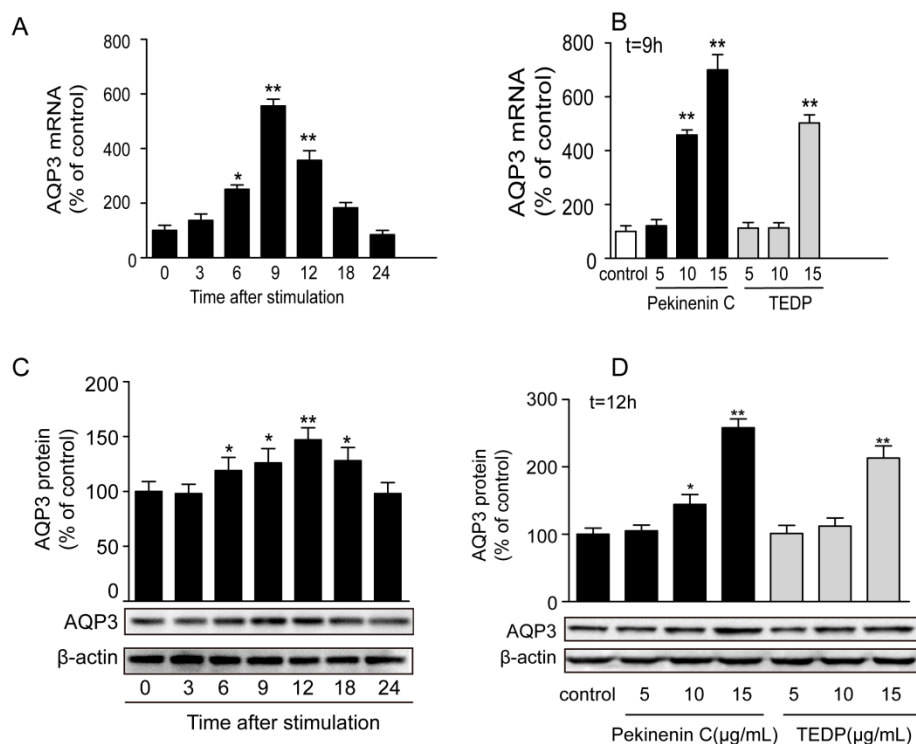 A
AQP3 mRNA
(% of control)
800
600
400
200
0
*
**
**
0 3 6 9 12 18 24
Time after stimulation
B
t=9h
AQP3 mRNA
(% of control)
800
600
400
200
0
**
**
**
control 5 10 15 5 10 15
Pekinenin C TEDP
C
AQP3 protein
(% of control)
200
150
100
50
0
*
*
**
*
AQP3
β-actin
0 3 6 9 12 18 24
Time after stimulation
D
t=12h
AQP3 protein
(% of control)
300
200
100
0
*
**
**
AQP3
β-actin
control 5 10 15 5 10 15
Pekinenin C(μg/mL) TEDP(μg/mL)